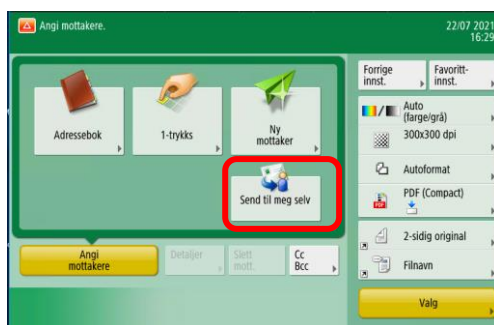 Angi mottakere.
22/07 2021
16:29
Adressebok
1-trykks
Ny
mottaker
Send til meg selv
Angi
mottakere
Detaljer
Slett
mott.
Cc
Bcc
Forrige
innst.
Favoritt-
innst.
Auto
(farge/grå)
300x300 dpi
Autoformat
PDF (Compact)
2-sidig original
Filnavn
Valg